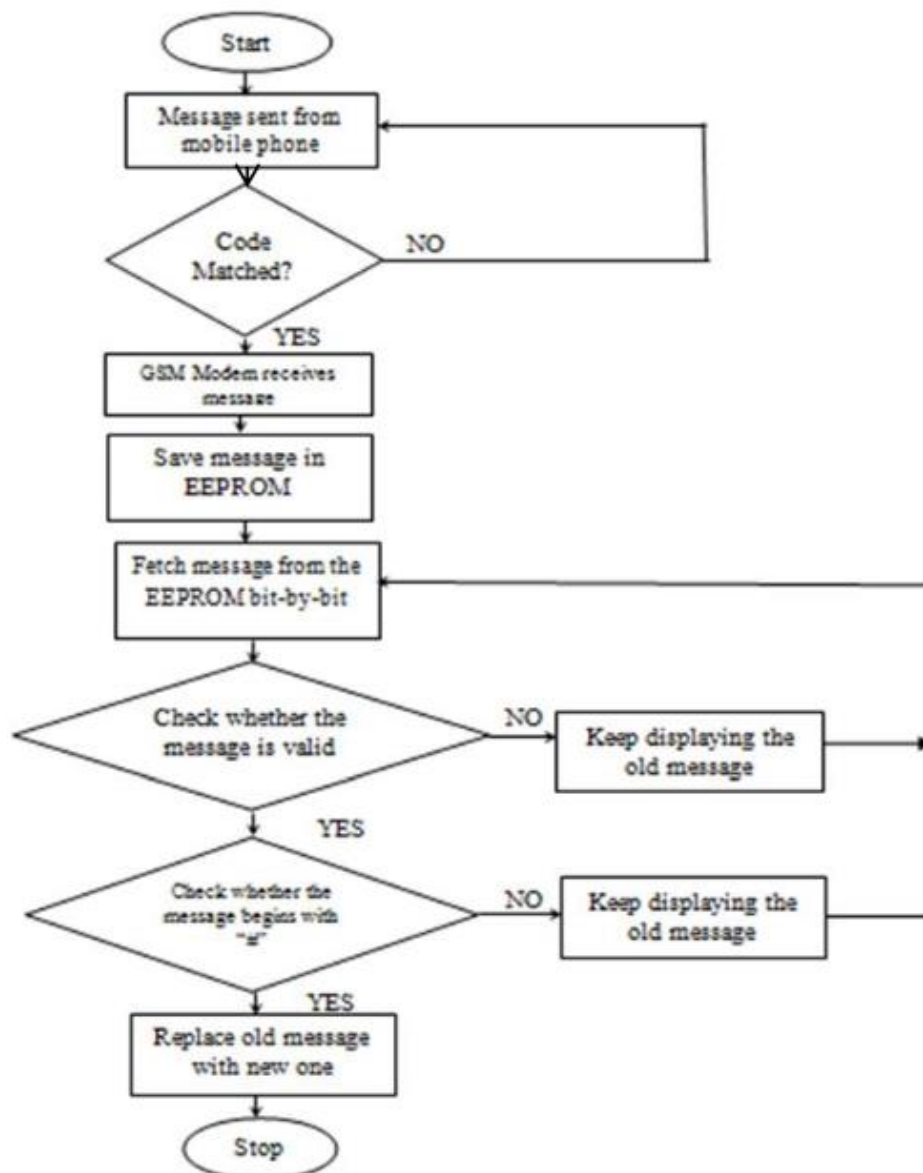 Start
Message sent from
mobile phone
Code
Matched?
NO
YES
GSM Modem receives
message
Save message in
EEPROM
Fetch message from the
EEPROM bit-by-bit
Check whether the
message is valid
NO
Keep displaying the
old message
YES
Check whether the
message begins with
"#"
NO
Keep displaying the
old message
YES
Replace old message
with new one
Stop